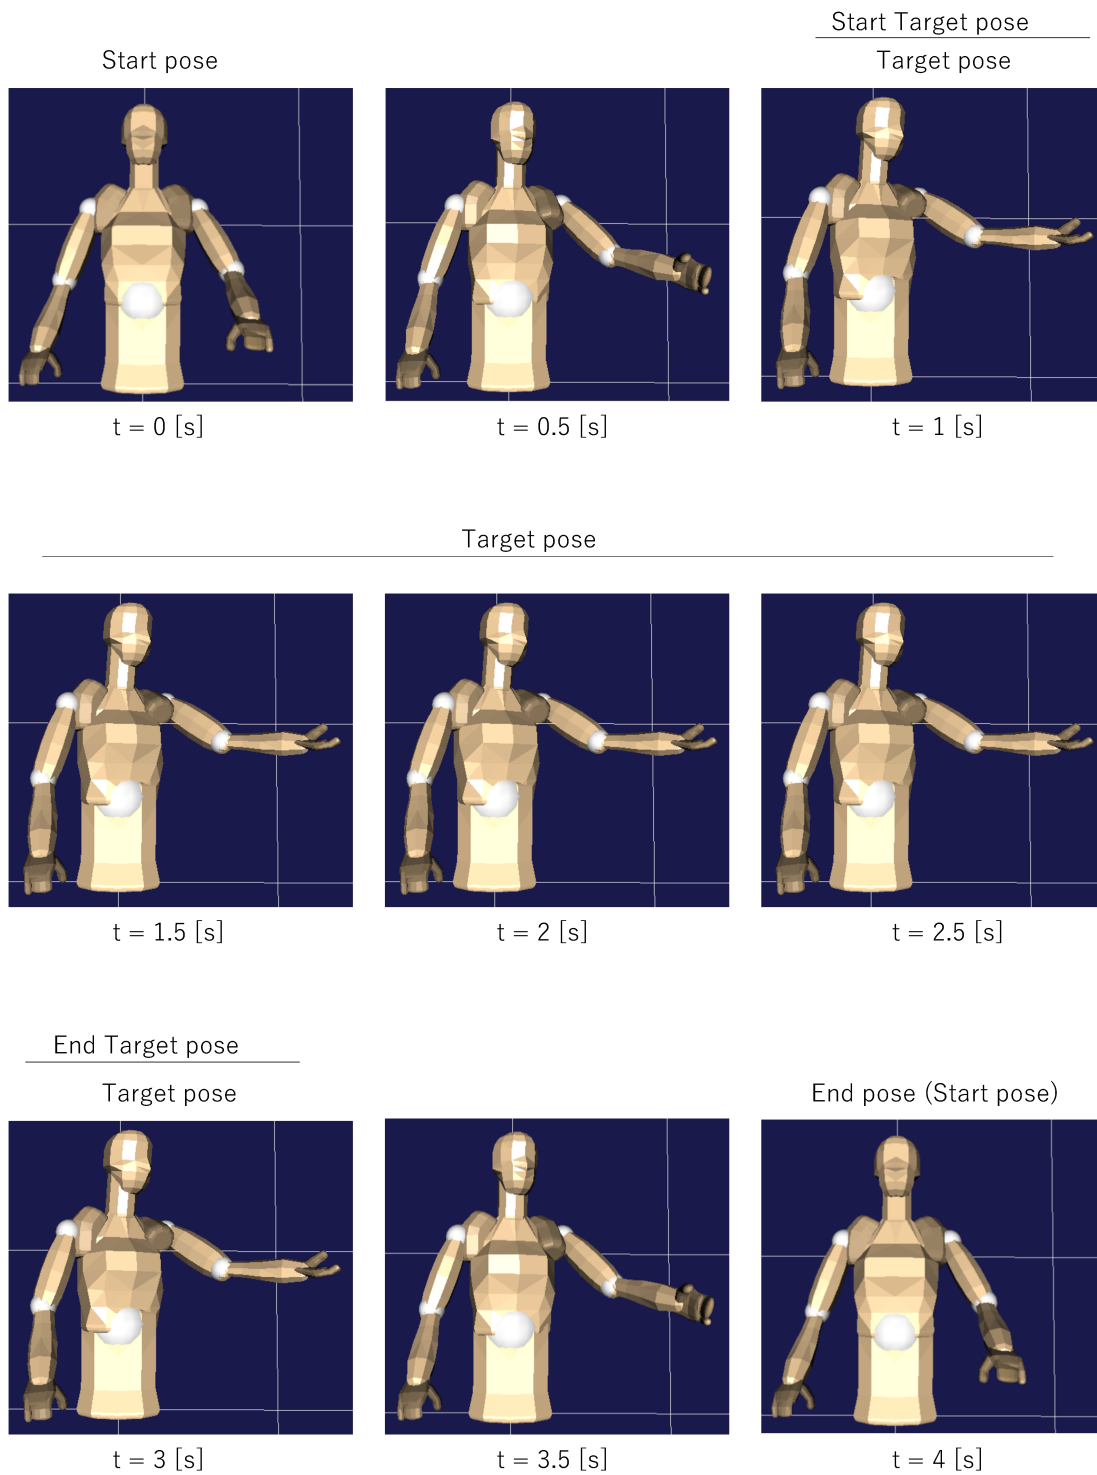 Start Target pose
Start pose
Target pose
t = 0 [s]
t = 0.5 [s]
t = 1 [s]
Target pose
t = 1.5 [s]
t = 2 [s]
t = 2.5 [s]
End Target pose
Target pose
End pose (Start pose)
t = 3 [s]
t = 3.5 [s]
t = 4 [s]